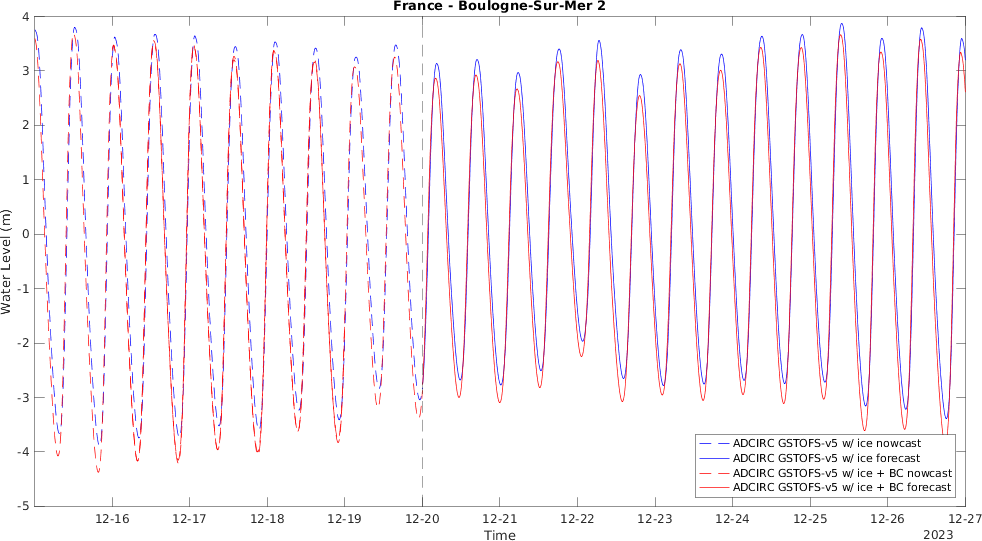 France - Boulogne-Sur-Mer 2
Water Level (m)
4
3
2
1
0
-1
-2
-3
-4
-5
ADCIRC GSTOFS-v5 w/ ice nowcast
ADCIRC GSTOFS-v5 w/ ice forecast
ADCIRC GSTOFS-v5 w/ ice + BC nowcast
ADCIRC GSTOFS-v5 w/ ice + BC forecast
12-16 12-17 12-18 12-19 12-20 12-21 12-22 12-23 12-24 12-25 12-26 12-27
Time
2023